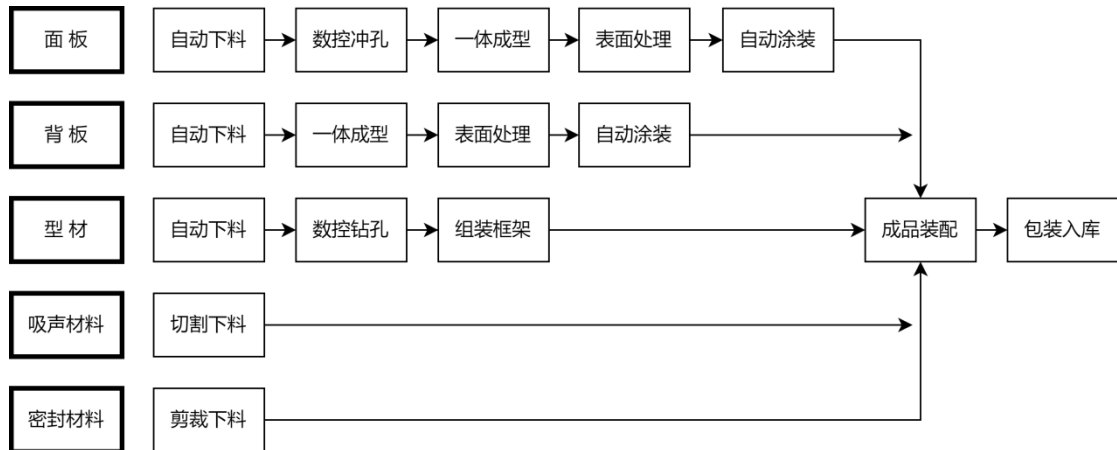 面 板 自动下料 数控冲孔 一体成型 表面处理 自动涂装
背 板 自动下料 一体成型 表面处理 自动涂装
型 材 自动下料 数控钻孔 组装框架 成品装配 包装入库
吸声材料 切割下料
密封材料 剪裁下料